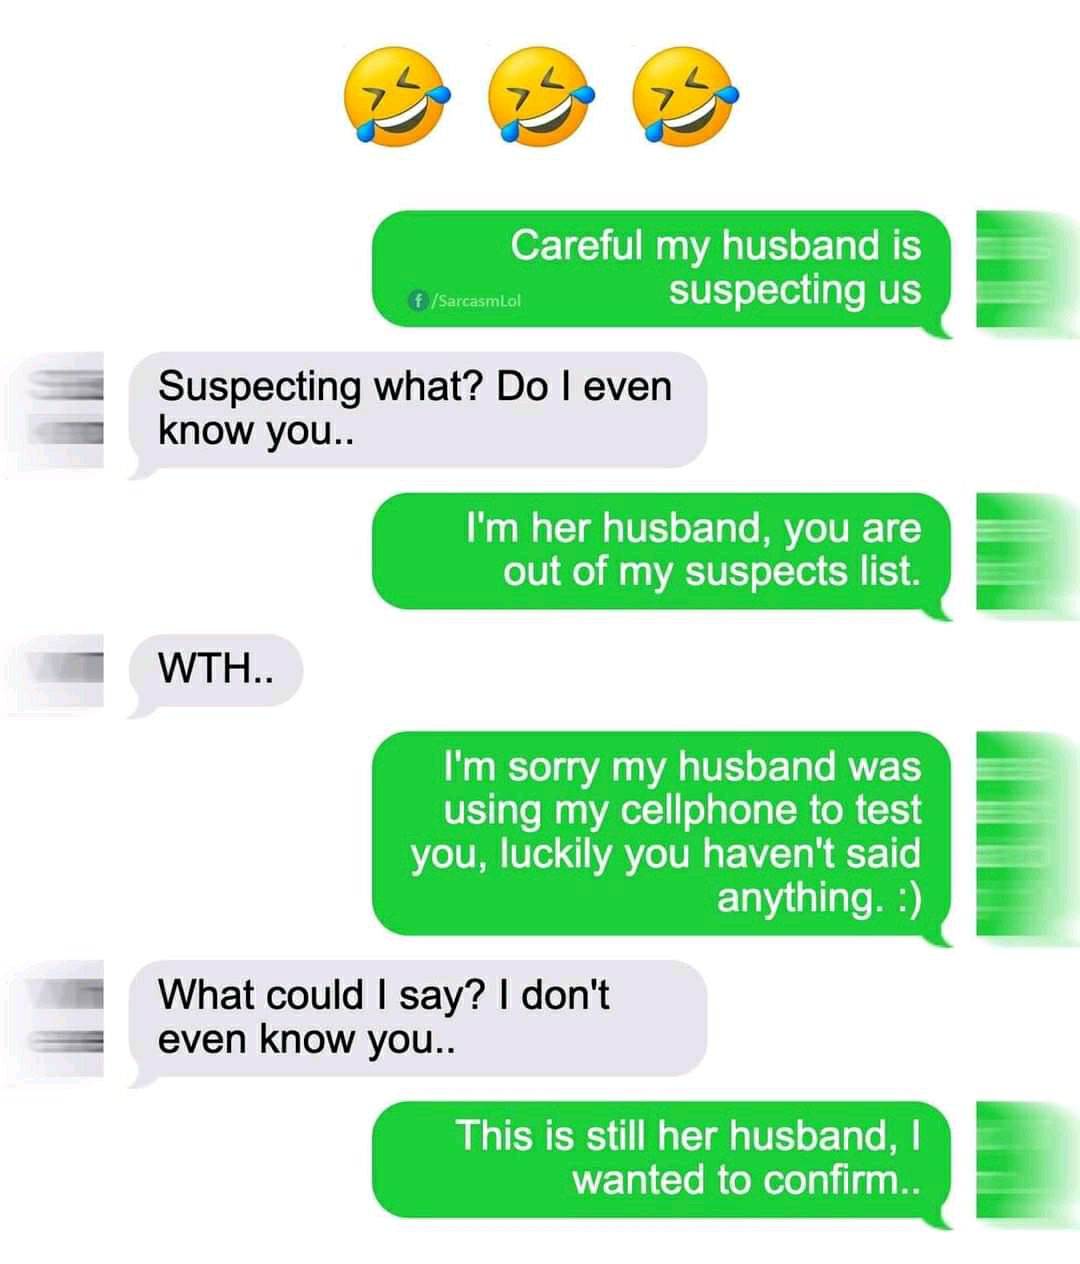 Careful my husband is
suspecting us
f /SarcasmLol
Suspecting what? Do I even
know you..
I'm her husband, you are
out of my suspects list.
WTH..
I'm sorry my husband was
using my cellphone to test
you, luckily you haven't said
anything. :)
What could I say? I don't
even know you..
This is still her husband, I
wanted to confirm..